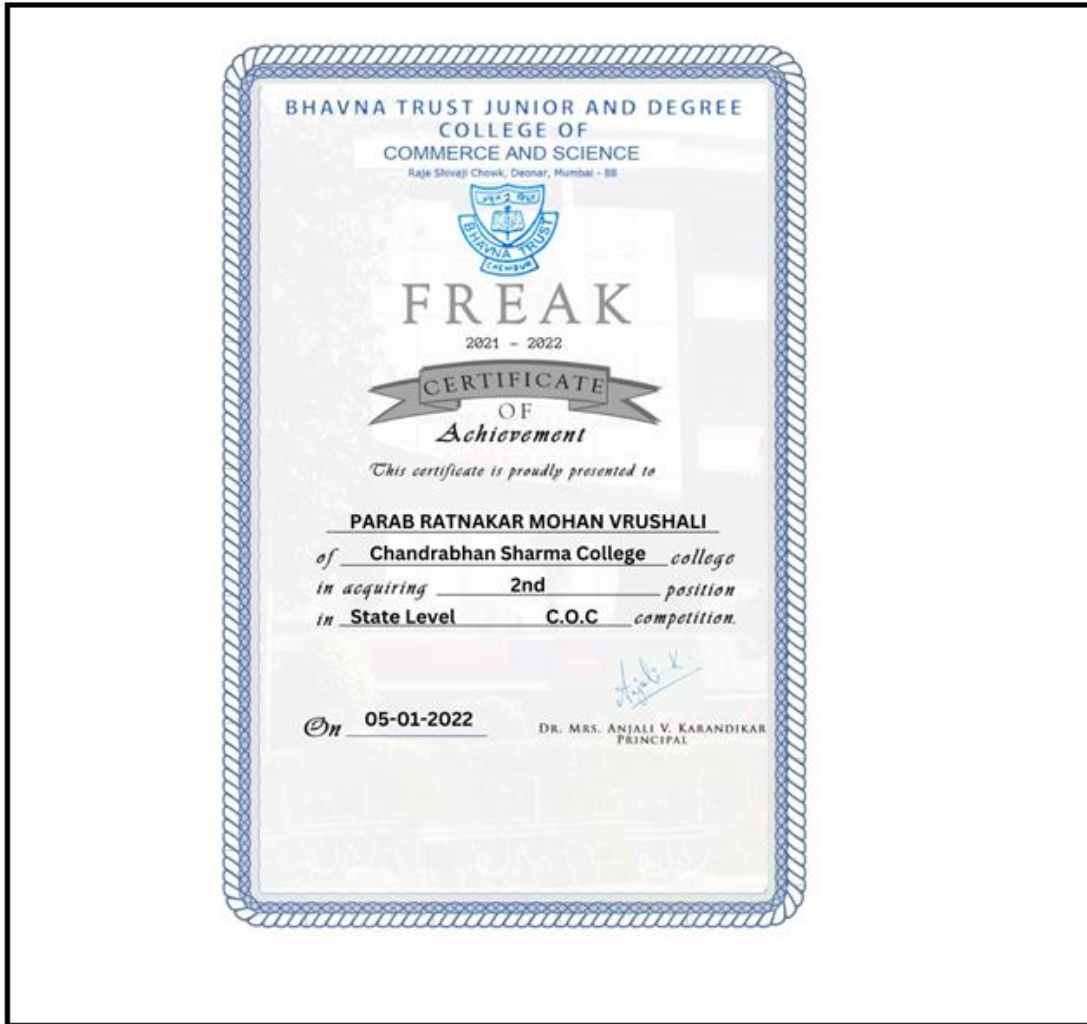 BHAVNA TRUST JUNIOR AND DEGREE
COLLEGE OF
COMMERCE AND SCIENCE
Raje Shivaji Chowk, Deonar, Mumbai - 88
BHAVNA TRUST
CHEMBUR
FREAK
2021 - 2022
CERTIFICATE
OF
Achievement
This certificate is proudly presented to
PARAB RATNAKAR MOHAN VRUSHALI
of Chandrabhan Sharma College college
in acquiring 2nd position
in State Level C.O.C competition.
Anjali K.
On 05-01-2022
DR. MRS. ANJALI V. KARANDIKAR
PRINCIPAL